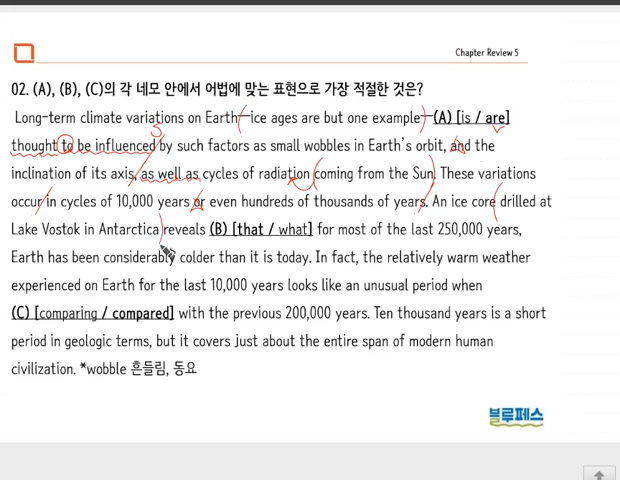 Chapter Review 5
02. (A), (B), (C)의 각 네모 안에서 어법에 맞는 표현으로 가장 적절한 것은?
Long-term climate variations on Earth—ice ages are but one example—(A) [is / are]
thought to be influenced by such factors as small wobbles in Earth's orbit, and the
inclination of its axis, as well as cycles of radiation coming from the Sun. These variations
occur in cycles of 10,000 years or even hundreds of thousands of years. An ice core drilled at
Lake Vostok in Antarctica reveals (B) [that / what] for most of the last 250,000 years,
Earth has been considerably colder than it is today. In fact, the relatively warm weather
experienced on Earth for the last 10,000 years looks like an unusual period when
(C) [comparing / compared] with the previous 200,000 years. Ten thousand years is a short
period in geologic terms, but it covers just about the entire span of modern human
civilization. *wobble 흔들림, 동요
블루페스